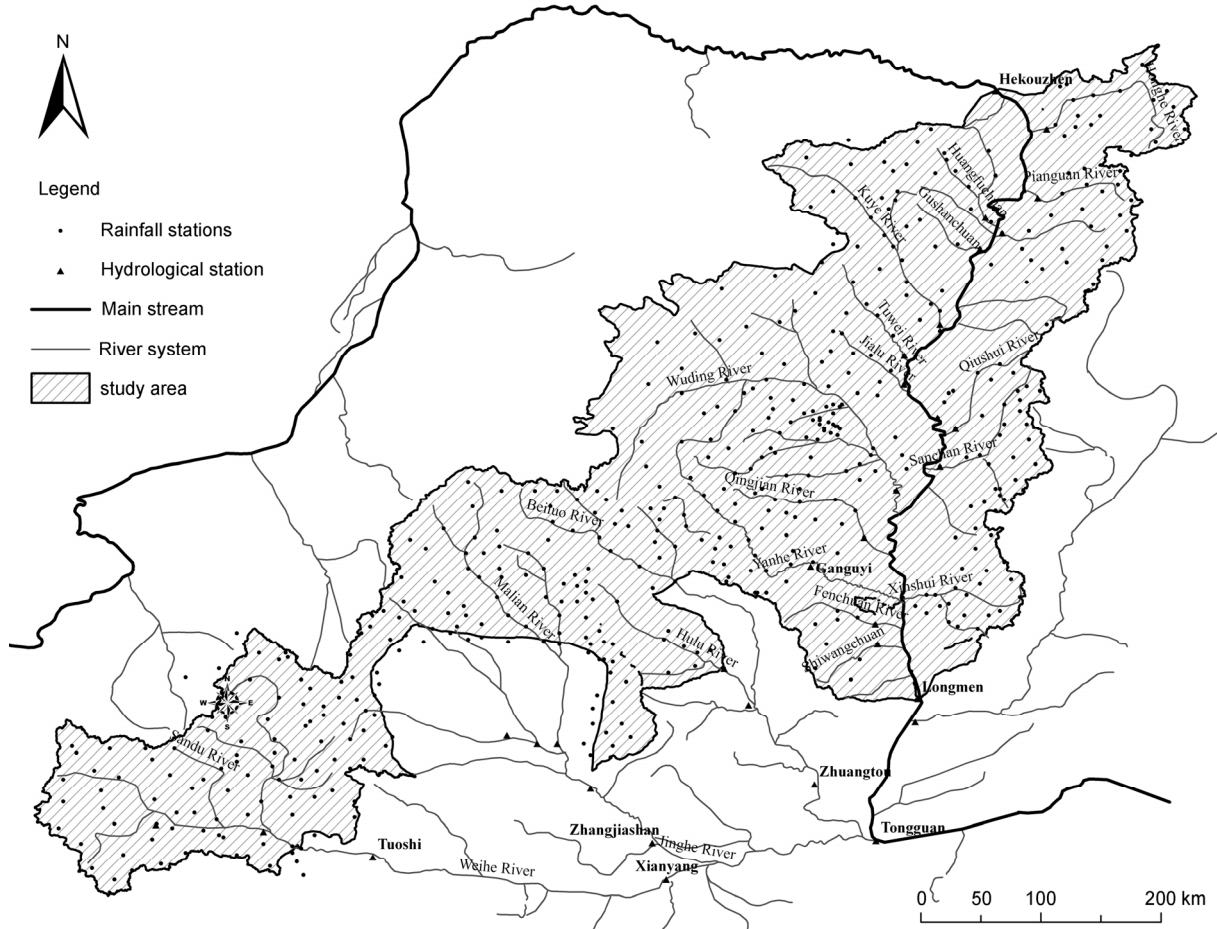 N
Hekouzhen
Honghe River
Huangfuchuan
Pianguan River
Legend
Kuye River
Gushanchuan
Rainfall stations
Hydrological station
Main stream
River system
study area
Tuwei River
Jialu River
Qiushui River
Wuding River
Sanchan River
Qingjian River
Beiluo River
Yanhe River
Ganguyi
Xinshui River
Malian River
Fenchuan River
Hulu River
Shiwangchuan
N
W E
S
Longmen
Sandu River
Zhuangtou
Zhangjiashan
Tongguan
Tuoshi
Jinghe River
Weihe River
Xianyang
0 50 100 200 km